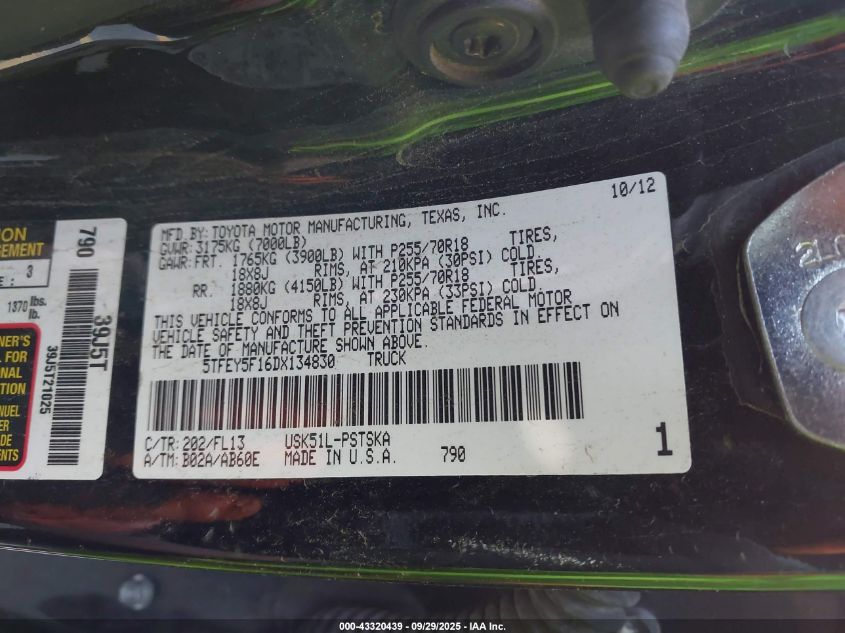 10/12
MFD.BY:TOYOTA MOTOR MANUFACTURING, TEXAS, INC.
GVWR:3175KG (7000LB)
GAWR:FRT. 1765KG (3900LB) WITH P255/70R18 TIRES,
18X8J RIMS, AT 210KPA (30PSI) COLD.
RR. 1880KG (4150LB) WITH P255/70R18 TIRES,
18X8J RIMS, AT 230KPA (33PSI) COLD.
THIS VEHICLE CONFORMS TO ALL APPLICABLE FEDERAL MOTOR
VEHICLE SAFETY AND THEFT PREVENTION STANDARDS IN EFFECT ON
THE DATE OF MANUFACTURE SHOWN ABOVE.
5TFEY5F16DX134830 TRUCK
C/TR:202/FL13 USK51L-PSTSKA
A/TM:B02A/AB60E MADE IN U.S.A. 790
1
790
39J5T
39J5T21025
3
1370 lbs.
lb.
FOR
000-43320439 - 09/29/2025 - IAA Inc.